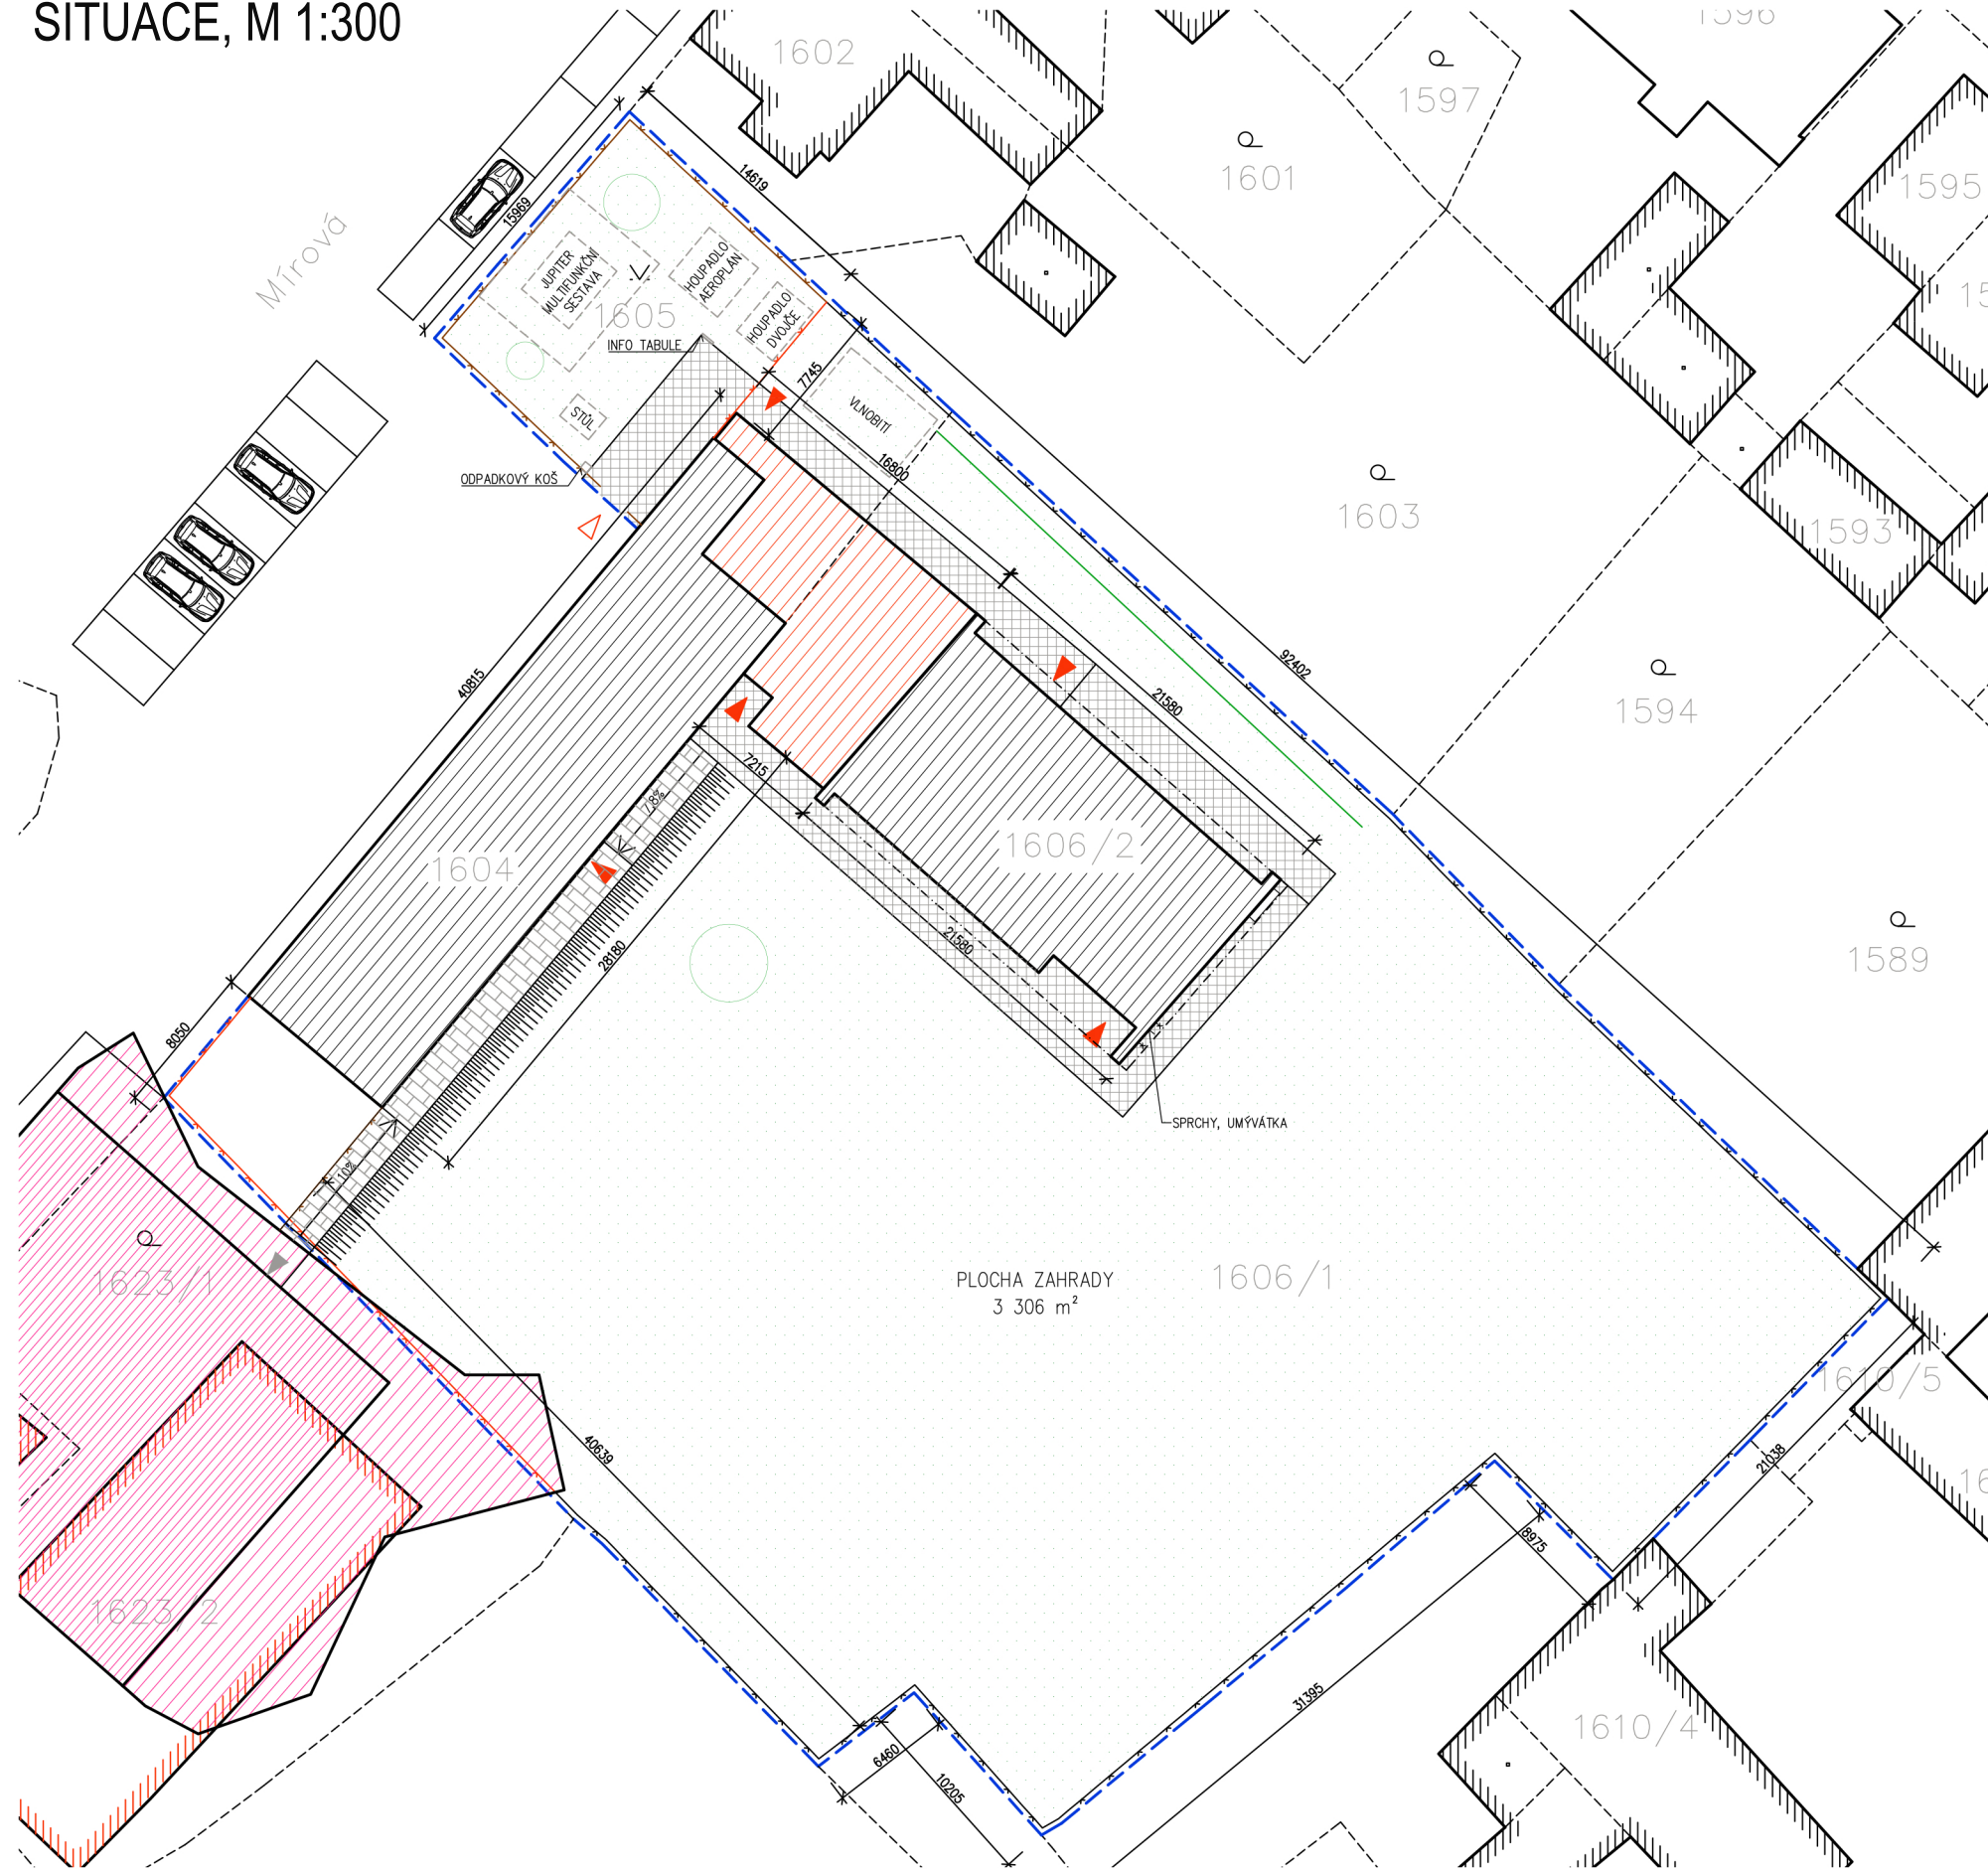 SITUACE, M 1:300
1596
1602
1597
1601
1595
14619
15969
Mírová
JUPITER
MULTIFUNKČNÍ
SESTAVA
HOUPADLO
AEROPLÁN
HOUPADLO
DVOJČE
1605
INFO TABULE
7745
VLNOBITÍ
STŮL
16800
ODPADKOVÝ KOŠ
1603
1593
40815
92402
21580
1594
7215
7,8%
1606/2
1604
21580
28180
1589
8050
SPRCHY, UMÝVÁTKA
10%
1623/1
PLOCHA ZAHRADY
3 306 m²
1606/1
1610/5
40639
21038
8975
1623/2
31395
1610/4
6460
10205